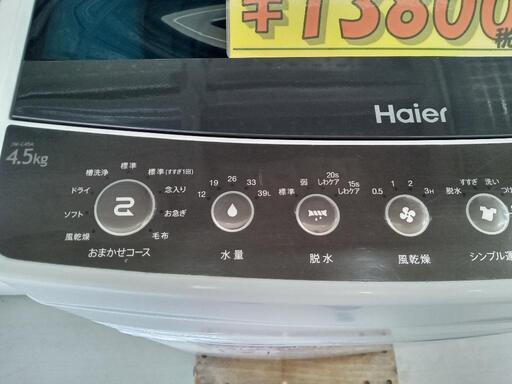 ¥13800
税
Haier
JW-C45A
4.5kg
槽洗浄 標準 標準(すすぎ1回)
ドライ 念入り
ソフト お急ぎ
風乾燥 毛布
おまかせコース
12 19 26 33 39L
水量
標準 弱 20s しわケア 15s しわケア
脱水
0.5 1 2 3H
風乾燥
脱水 すすぎ 洗い
シンプル運